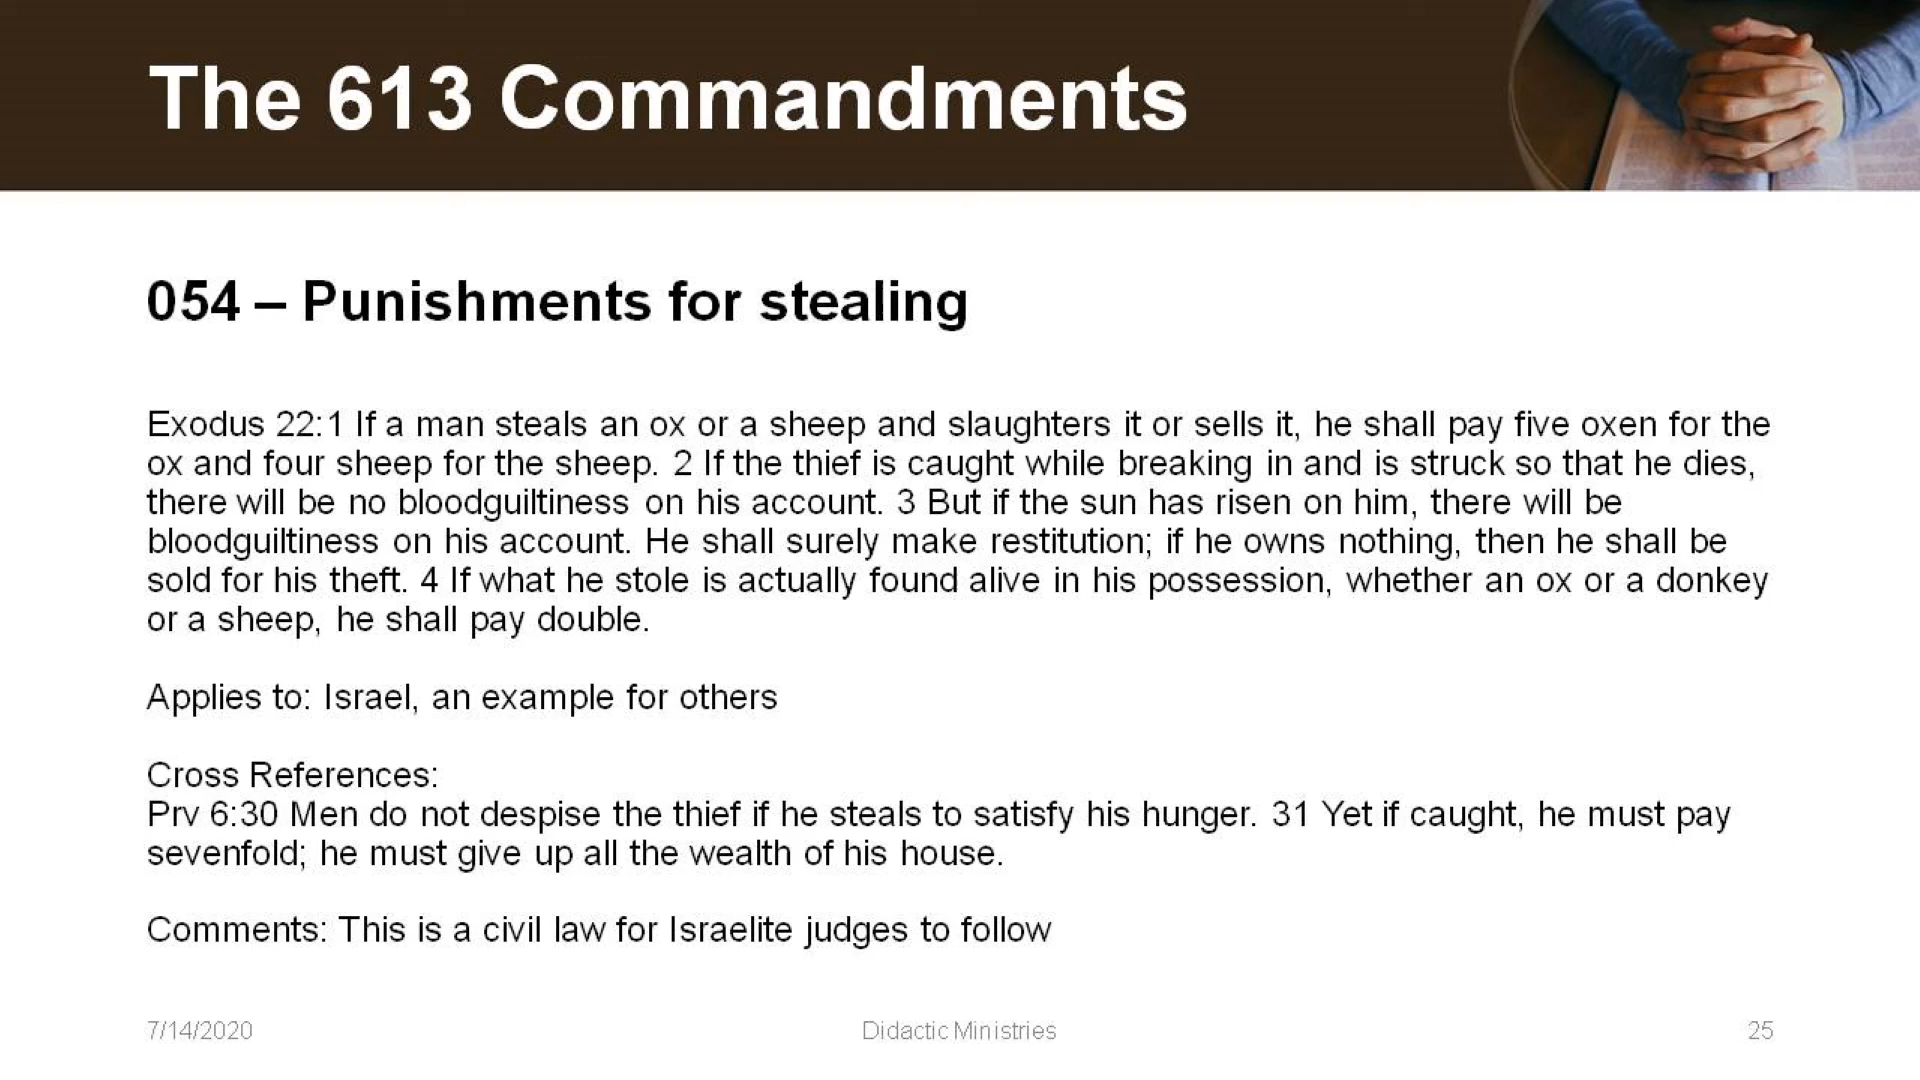 The 613 Commandments
054 – Punishments for stealing
Exodus 22:1 If a man steals an ox or a sheep and slaughters it or sells it, he shall pay five oxen for the
ox and four sheep for the sheep. 2 If the thief is caught while breaking in and is struck so that he dies,
there will be no bloodguiltiness on his account. 3 But if the sun has risen on him, there will be
bloodguiltiness on his account. He shall surely make restitution; if he owns nothing, then he shall be
sold for his theft. 4 If what he stole is actually found alive in his possession, whether an ox or a donkey
or a sheep, he shall pay double.
Applies to: Israel, an example for others
Cross References:
Prv 6:30 Men do not despise the thief if he steals to satisfy his hunger. 31 Yet if caught, he must pay
sevenfold; he must give up all the wealth of his house.
Comments: This is a civil law for Israelite judges to follow
7/14/2020
Didactic Ministries
25